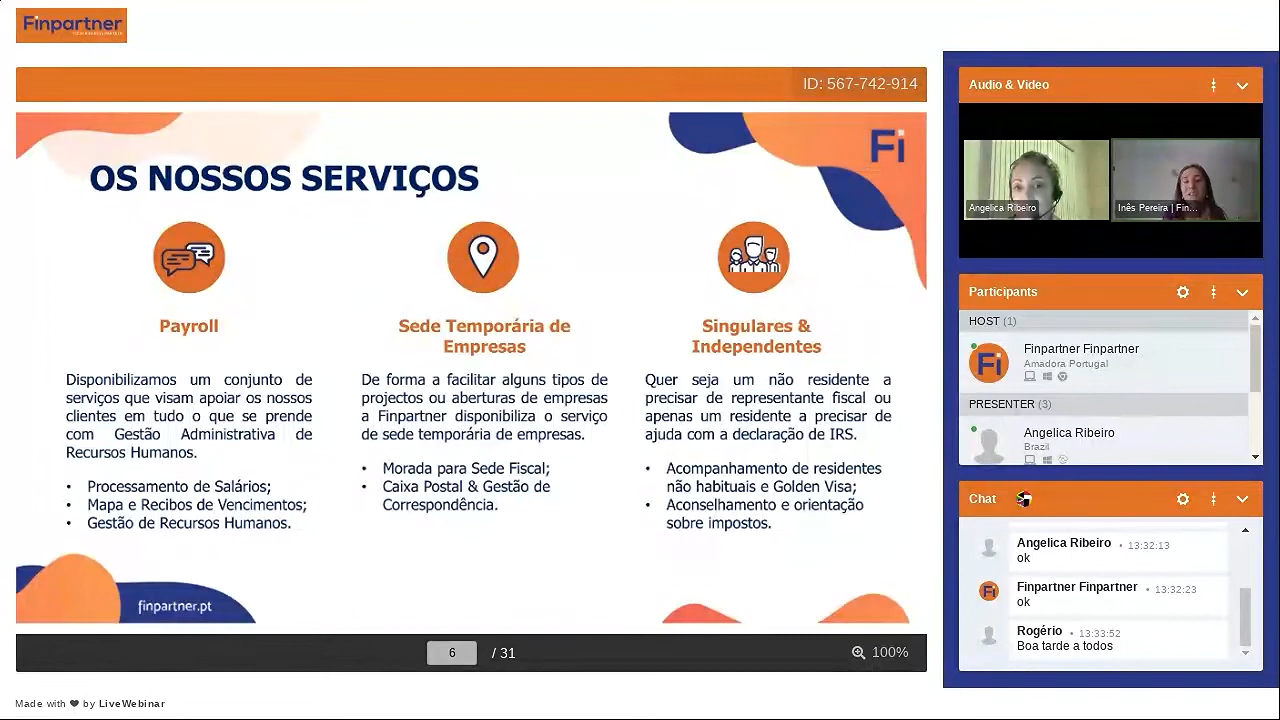 Finpartner
ID: 567-742-914
Fi
OS NOSSOS SERVIÇOS
Payroll
Disponibilizamos um conjunto de
serviços que visam apoiar os nossos
clientes em tudo o que se prende
com Gestão Administrativa de
Recursos Humanos.
• Processamento de Salários;
• Mapa e Recibos de Vencimentos;
• Gestão de Recursos Humanos.
Sede Temporária de
Empresas
De forma a facilitar alguns tipos de
projectos ou aberturas de empresas
a Finpartner disponibiliza o serviço
de sede temporária de empresas.
• Morada para Sede Fiscal;
• Caixa Postal & Gestão de
Correspondência.
Singulares &
Independentes
Quer seja um não residente a
precisar de representante fiscal ou
apenas um residente a precisar de
ajuda com a declaração de IRS.
• Acompanhamento de residentes
não habituais e Golden Visa;
• Aconselhamento e orientação
sobre impostos.
finpartner.pt
6 / 31
100%
Audio & Video
Angelica Ribeiro
Inês Pereira | Fin...
Participants
HOST (1)
Fi
Finpartner Finpartner
Amadora Portugal
PRESENTER (3)
Angelica Ribeiro
Brazil
Chat
Angelica Ribeiro • 13:32:13
ok
Fi
Finpartner Finpartner • 13:32:23
ok
Rogério • 13:33:52
Boa tarde a todos
Made with ❤ by LiveWebinar